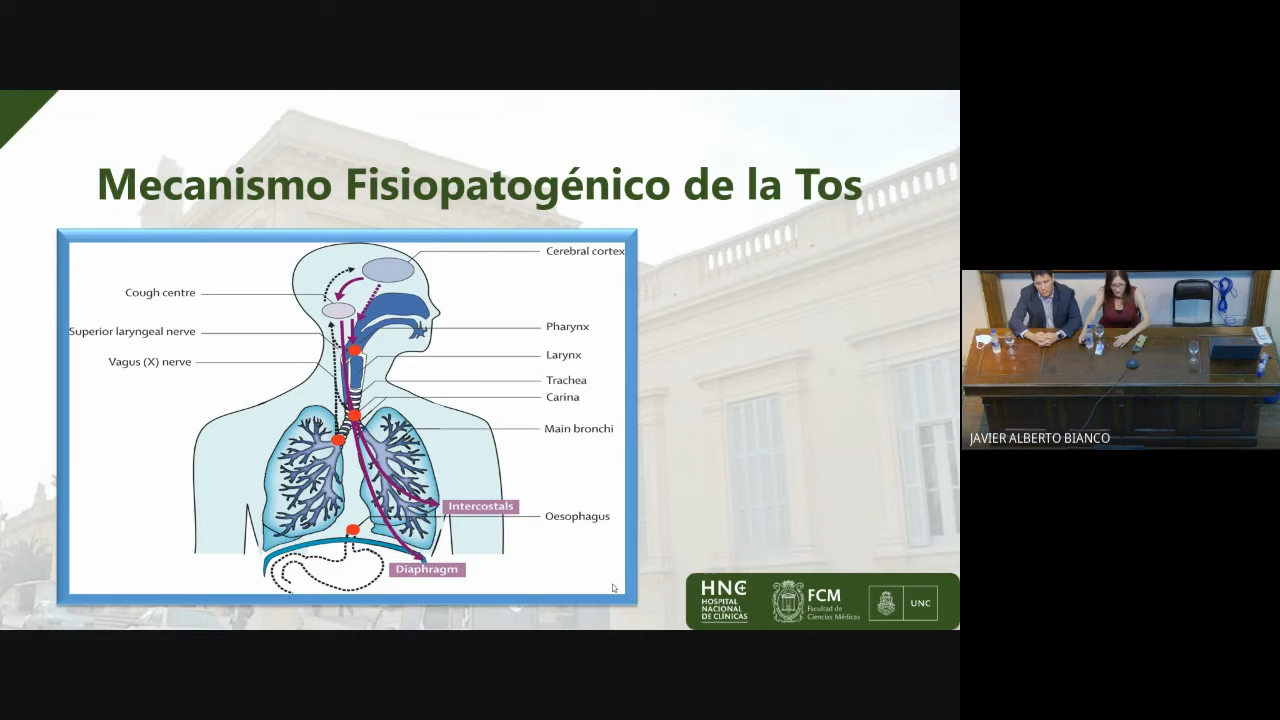 Mecanismo Fisiopatogénico de la Tos
Cerebral cortex
Cough centre
Superior laryngeal nerve
Pharynx
Vagus (X) nerve
Larynx
Trachea
Carina
Main bronchi
Intercostals
Oesophagus
Diaphragm
HNC
HOSPITAL
NACIONAL
DE CLÍNICAS
FCM
Facultad de
Ciencias Médicas
UNC
JAVIER ALBERTO BIANCO